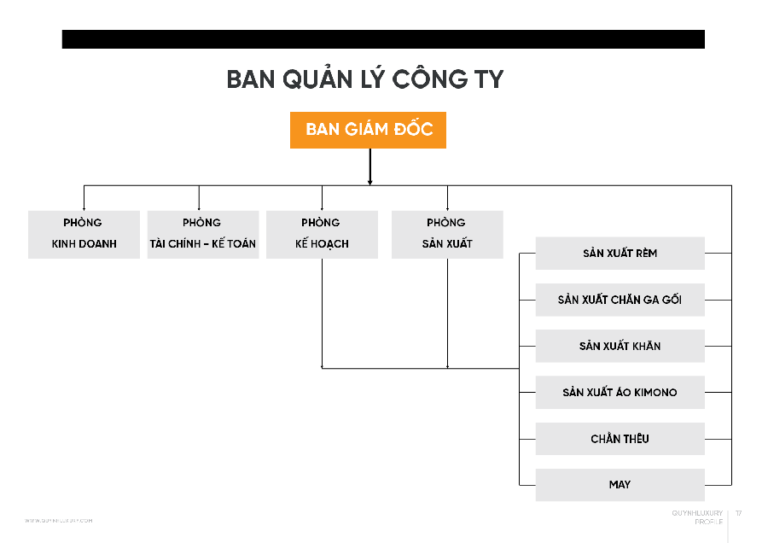 BAN QUẢN LÝ CÔNG TY
BAN GIÁM ĐỐC
PHÒNG
KINH DOANH
PHÒNG
TÀI CHÍNH - KẾ TOÁN
PHÒNG
KẾ HOẠCH
PHÒNG
SẢN XUẤT
SẢN XUẤT RÈM
SẢN XUẤT CHĂN GA GỐI
SẢN XUẤT KHĂN
SẢN XUẤT ÁO KIMONO
CHẦN THÊU
MAY
QUYNHLUXURY
PROFILE
17